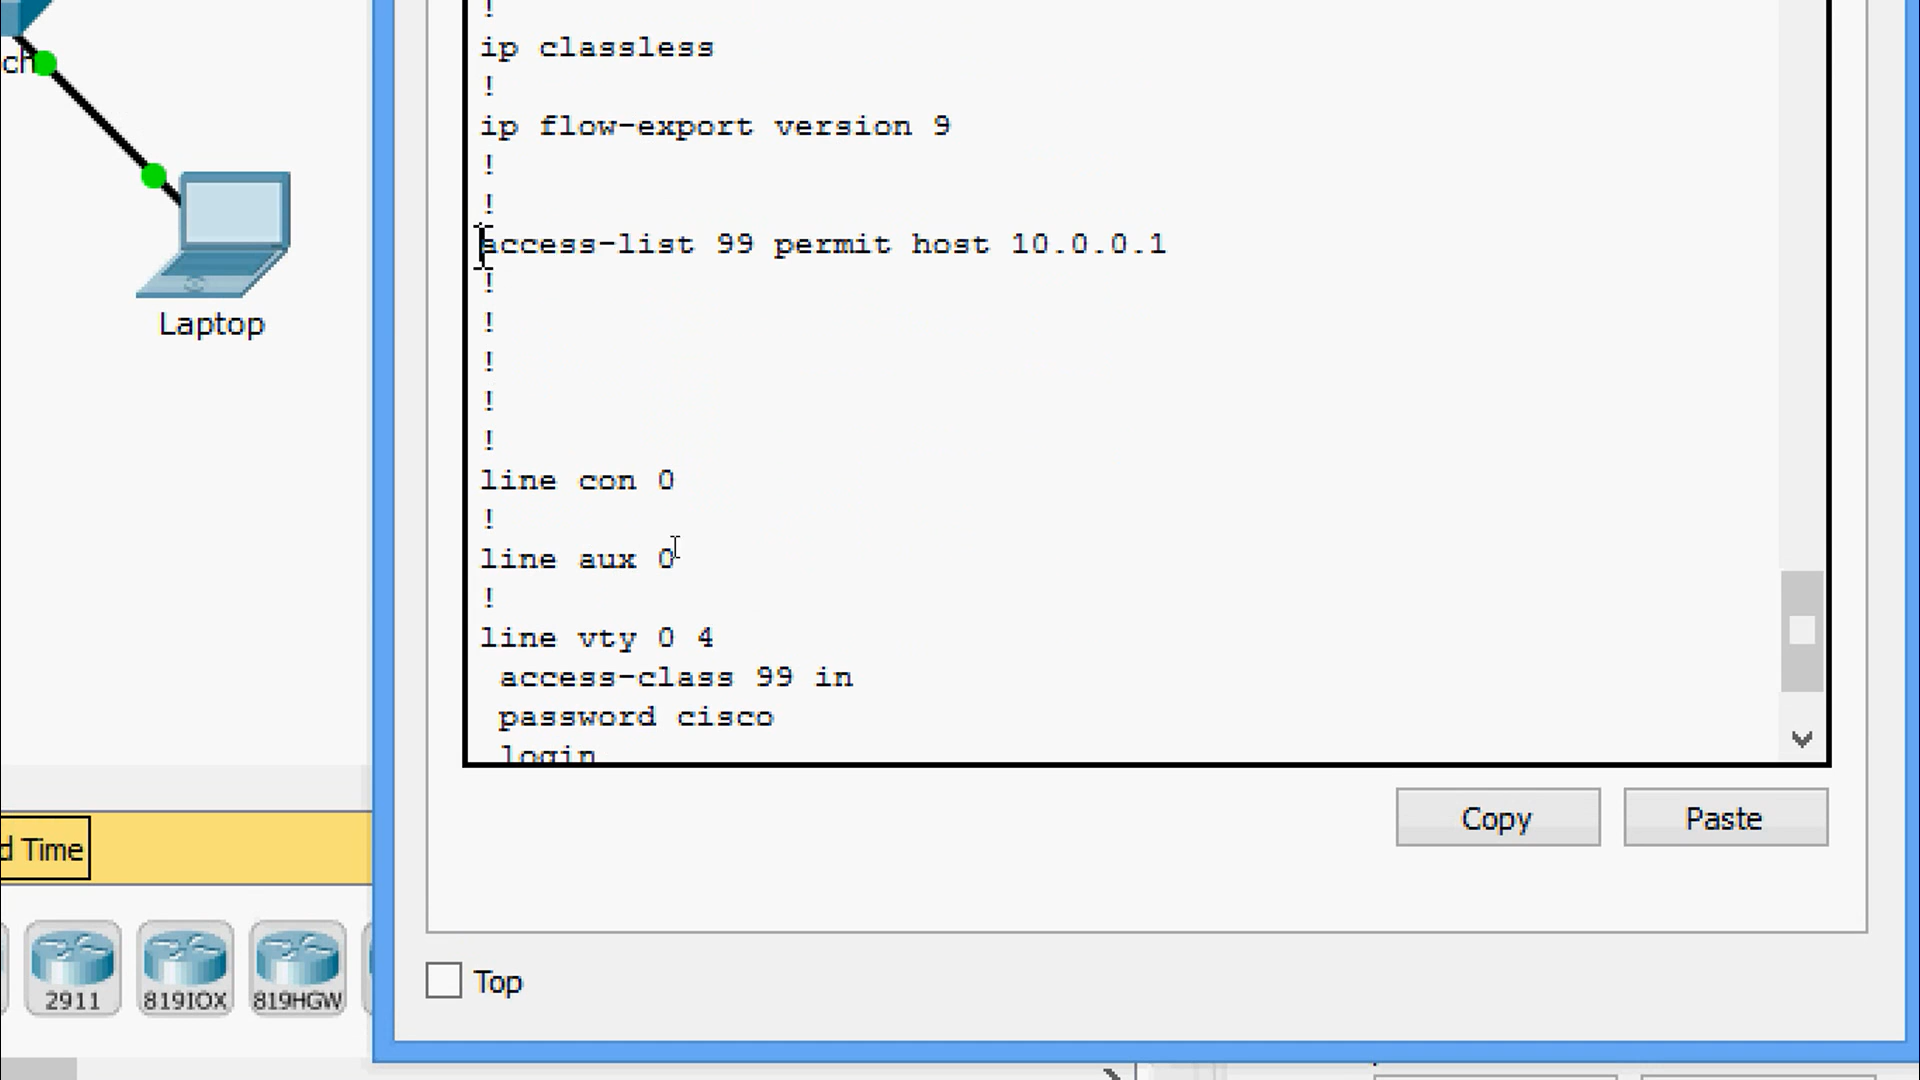 !
ip classless
!
ip flow-export version 9
!
!
access-list 99 permit host 10.0.0.1
!
!
!
!
!
line con 0
!
line aux 0
!
line vty 0 4
access-class 99 in
password cisco
login
Copy
Paste
Top
ch
Laptop
d Time
2911
819IOX
819HGW